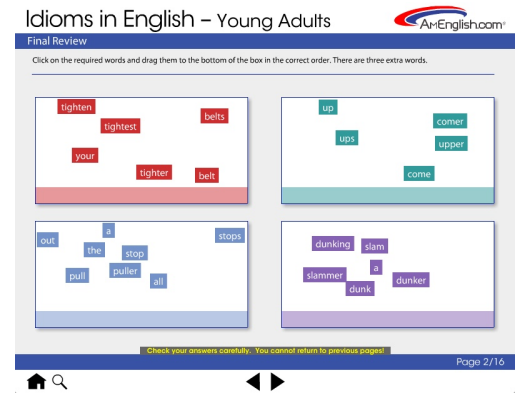 Idioms in English – Young Adults
AmEnglish.com®
Final Review
Click on the required words and drag them to the bottom of the box in the correct order. There are three extra words.
tighten
tightest
belts
your
tighter
belt
up
comer
ups
upper
come
a
out
stops
the
stop
pull
puller
all
dunking
slam
slammer
a
dunk
dunker
Check your answers carefully. You cannot return to previous pages!
Page 2/16